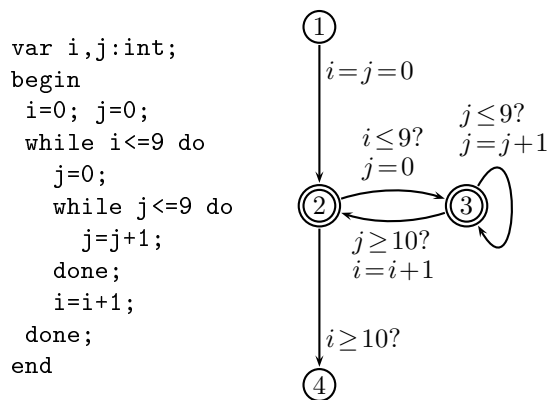 var i,j:int;
begin
 i=0; j=0;
 while i<=9 do
   j=0;
   while j<=9 do
     j=j+1;
   done;
   i=i+1;
 done;
end
1
i=j=0
i≤9?
j=0
j≤9?
j=j+1
2
3
j≥10?
i=i+1
i≥10?
4